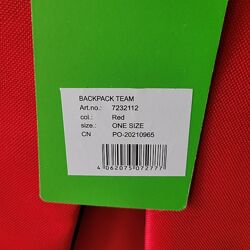 BACKPACK TEAM
Art.no.: 7232112
col.: Red
size.: ONE SIZE
CN PO-20210965
4 062075 072777